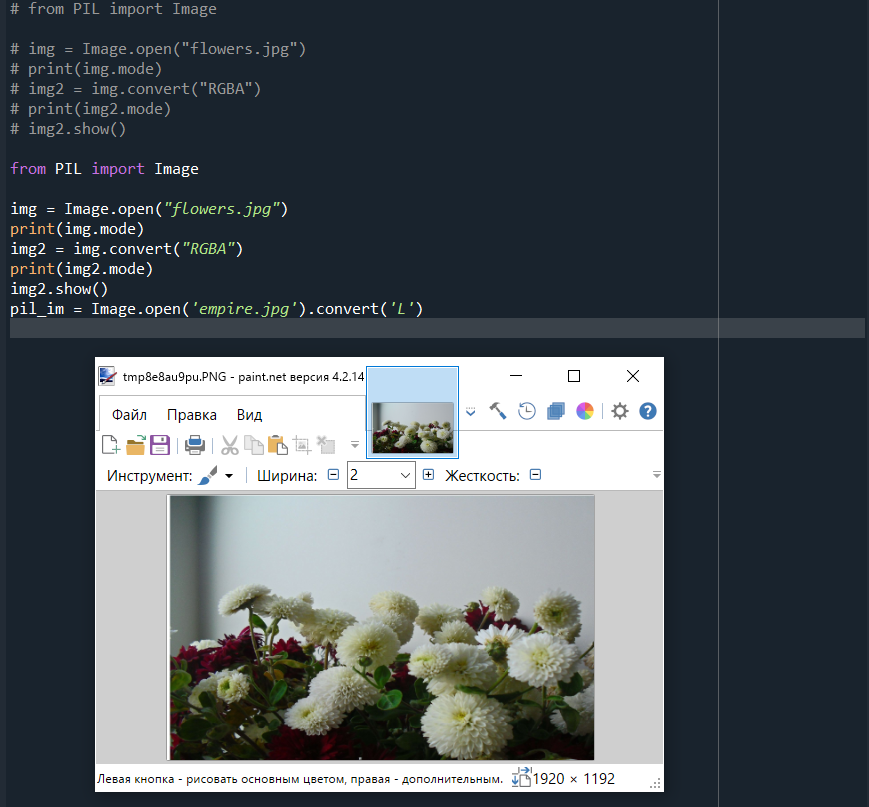 # from PIL import Image
# img = Image.open("flowers.jpg")
# print(img.mode)
# img2 = img.convert("RGBA")
# print(img2.mode)
# img2.show()
from PIL import Image
img = Image.open("flowers.jpg")
print(img.mode)
img2 = img.convert("RGBA")
print(img2.mode)
img2.show()
pil_im = Image.open('empire.jpg').convert('L')
tmp8e8au9pu.PNG - paint.net версия 4.2.14
Файл Правка Вид
Инструмент: Ширина: 2 Жесткость:
Левая кнопка - рисовать основным цветом, правая - дополнительным. 1920 × 1192